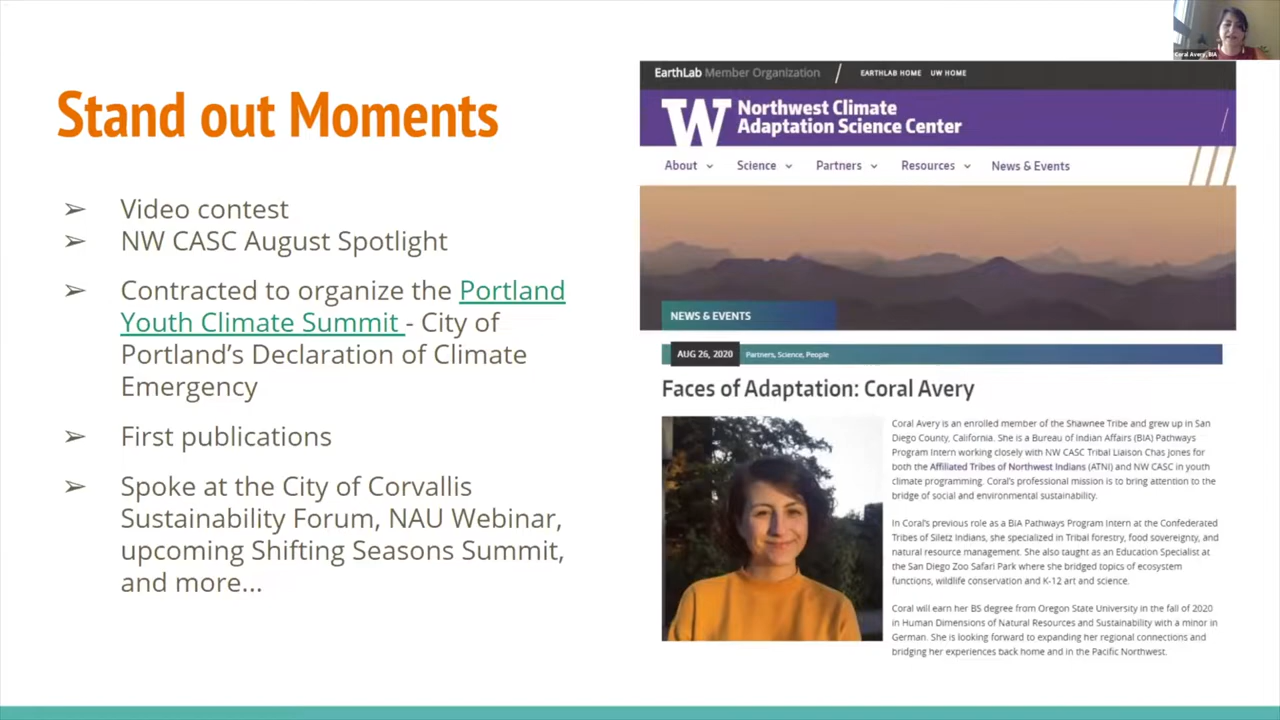 Coral Avery, BIA
Stand out Moments
➢ Video contest
➢ NW CASC August Spotlight
➢ Contracted to organize the Portland
Youth Climate Summit - City of
Portland’s Declaration of Climate
Emergency
➢ First publications
➢ Spoke at the City of Corvallis
Sustainability Forum, NAU Webinar,
upcoming Shifting Seasons Summit,
and more...
EarthLab Member Organization
EARTHLAB HOME UW HOME
W Northwest Climate
Adaptation Science Center
About Science Partners Resources News & Events
NEWS & EVENTS
AUG 26, 2020 Partners, Science, People
Faces of Adaptation: Coral Avery
Coral Avery is an enrolled member of the Shawnee Tribe and grew up in San
Diego County, California. She is a Bureau of Indian Affairs (BIA) Pathways
Program Intern working closely with NW CASC Tribal Liaison Chas Jones for
both the Affiliated Tribes of Northwest Indians (ATNI) and NW CASC in youth
climate programming. Coral's professional mission is to bring attention to the
bridge of social and environmental sustainability.
In Coral's previous role as a BIA Pathways Program Intern at the Confederated
Tribes of Siletz Indians, she specialized in Tribal forestry, food sovereignty, and
natural resource management. She also taught as an Education Specialist at
the San Diego Zoo Safari Park where she bridged topics of ecosystem
functions, wildlife conservation and K-12 art and science.
Coral will earn her BS degree from Oregon State University in the fall of 2020
in Human Dimensions of Natural Resources and Sustainability with a minor in
German. She is looking forward to expanding her regional connections and
bridging her experiences back home and in the Pacific Northwest.